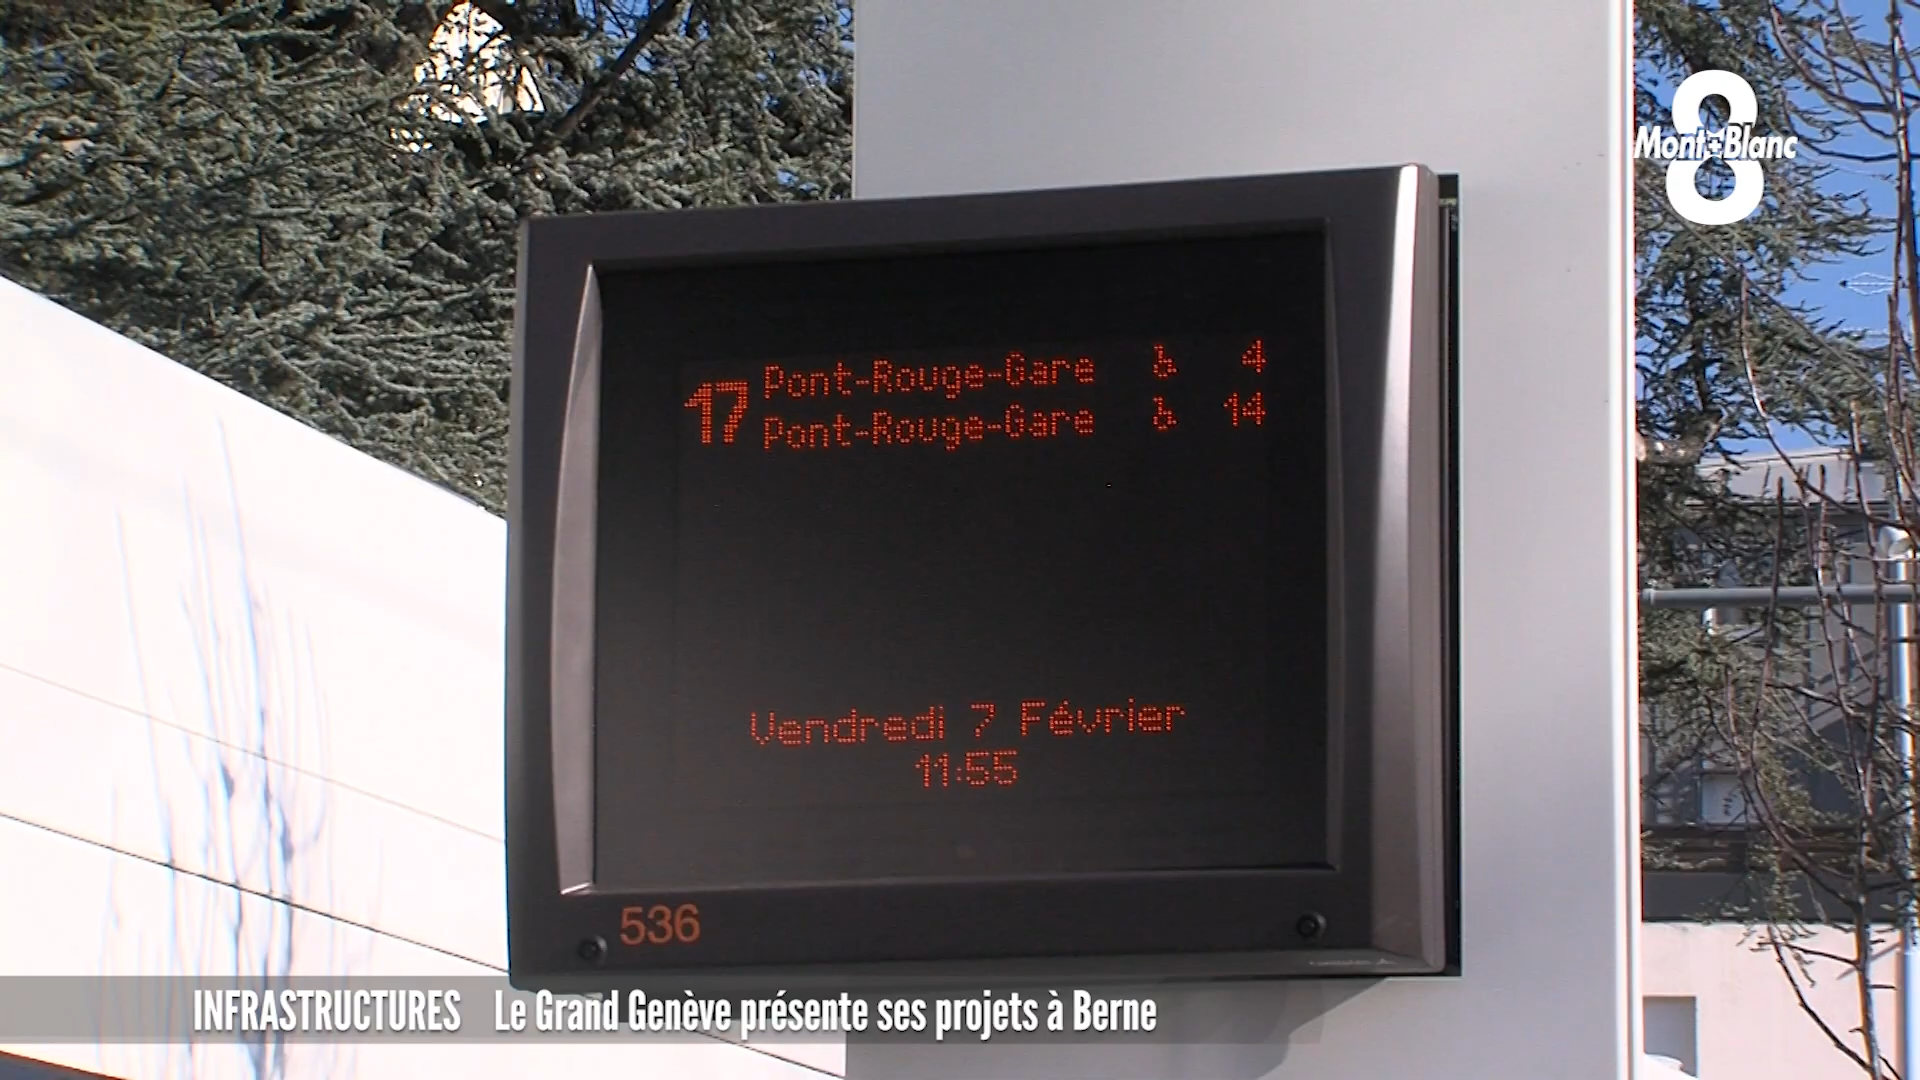 8
Mont-Blanc
17 Pont-Rouge-Gare 4
Pont-Rouge-Gare 14
Vendredi 7 Février
11:55
536
INFRASTRUCTURES Le Grand Genève présente ses projets à Berne